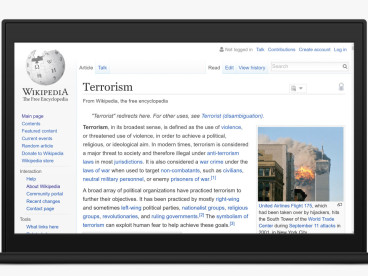 Not logged in Talk Contributions Create account Log in
Article Talk Read Edit View history Search
WIKIPEDIA
The Free Encyclopedia
Terrorism
From Wikipedia, the free encyclopedia
"Terror" redirects here. For other uses, see Terror (disambiguation).
Main page
Contents
Featured content
Current events
Random article
Donate to Wikipedia
Wikipedia store
Interaction
Help
About Wikipedia
Community portal
Recent changes
Contact page
Tools
What links here
Terrorism, in its broadest sense, is defined as the use of violence,
or threatened use of violence, in order to achieve a political,
religious, or ideological aim. In modern times, terrorism is considered
a major threat to society and therefore illegal under anti-terrorism
laws in most jurisdictions. It is also considered a war crime under the
laws of war when used to target non-combatants, such as civilians,
neutral military personnel, or enemy prisoners of war.[1]
A broad array of political organizations have practiced terrorism to
further their objectives. It has been practiced by both right-wing
and sometimes left-wing political parties, nationalist groups, religious
groups, revolutionaries, and ruling governments.[2] The symbolism of
terrorism can exploit human fear to help achieve these goals.[3]
United Airlines Flight 175, which
had been taken over by hijackers, hits
the South Tower of the World Trade
Center during September 11 attacks
of 2001, in New York City